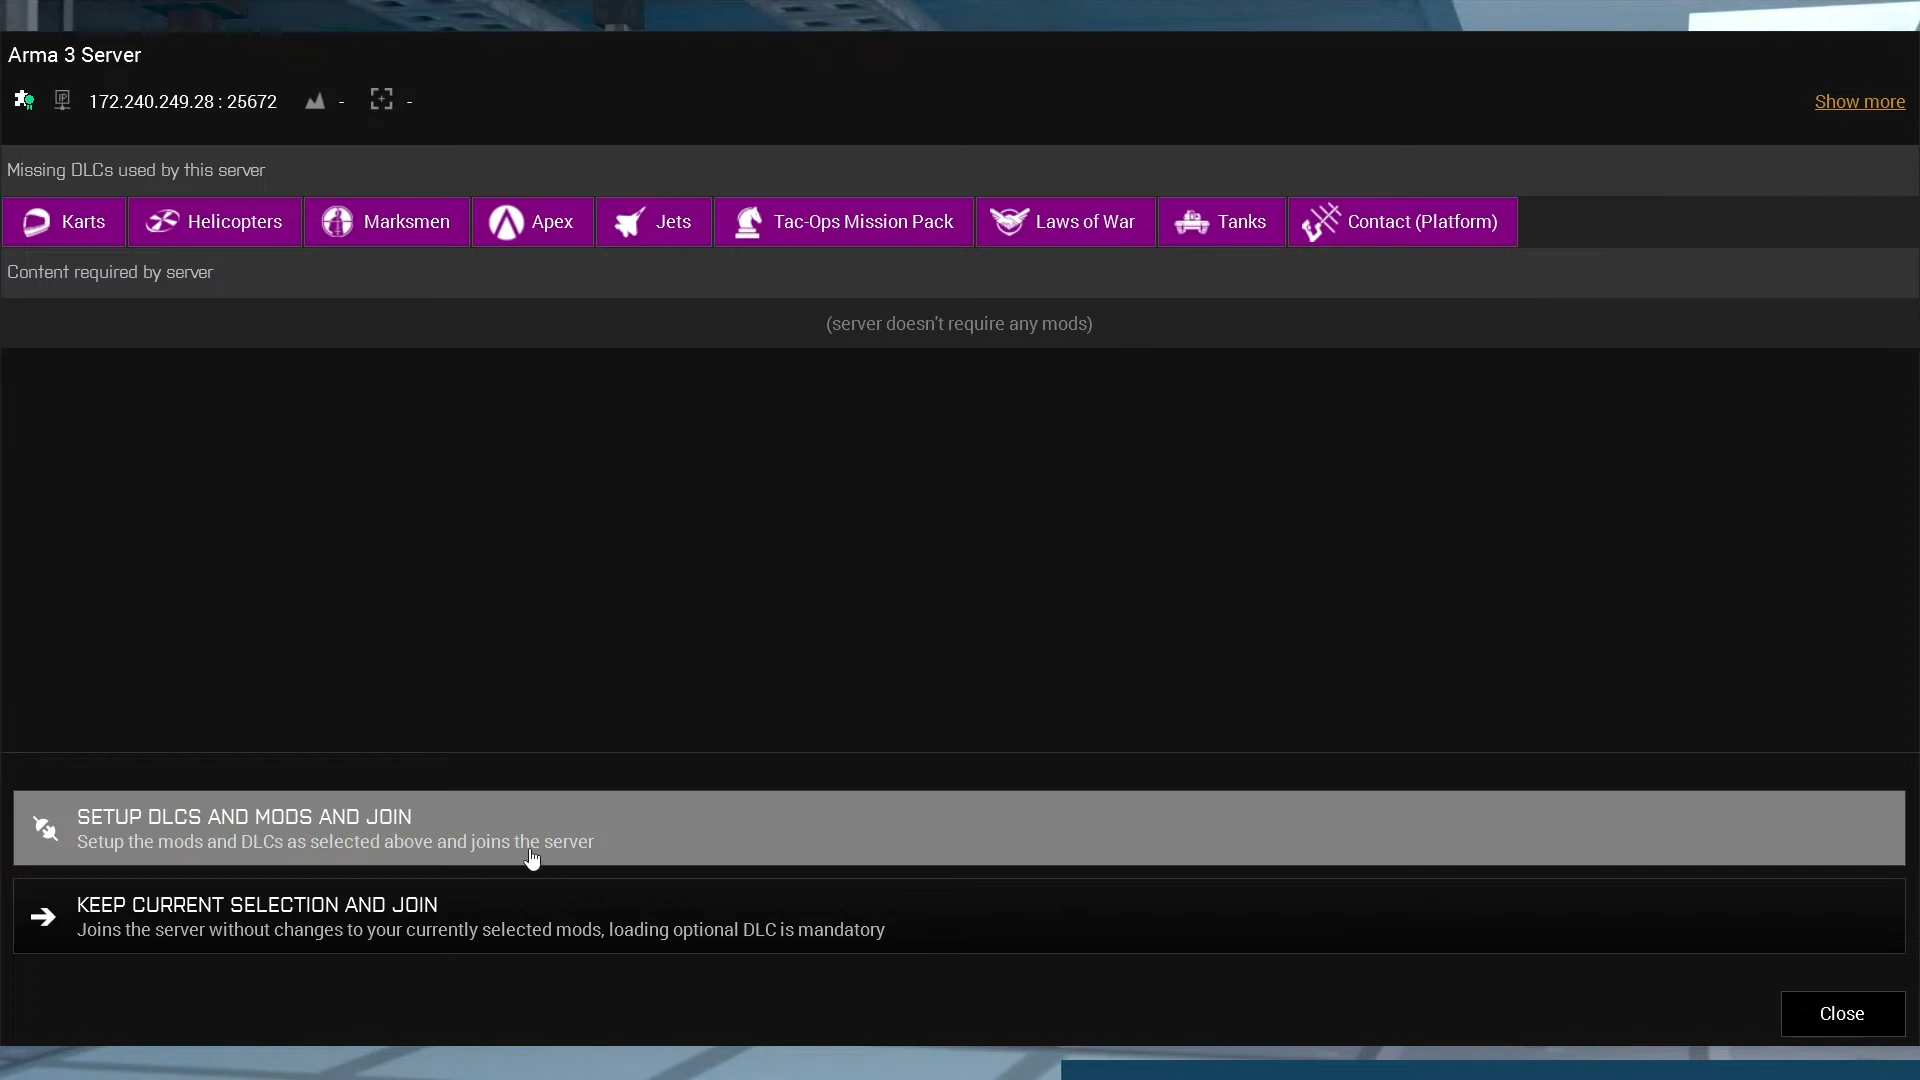 Arma 3 Server
IP 172.240.249.28 : 25672 - -
Show more
Missing DLCs used by this server
Karts Helicopters Marksmen Apex Jets Tac-Ops Mission Pack Laws of War Tanks Contact (Platform)
Content required by server
(server doesn't require any mods)
SETUP DLCS AND MODS AND JOIN
Setup the mods and DLCs as selected above and joins the server
KEEP CURRENT SELECTION AND JOIN
Joins the server without changes to your currently selected mods, loading optional DLC is mandatory
Close